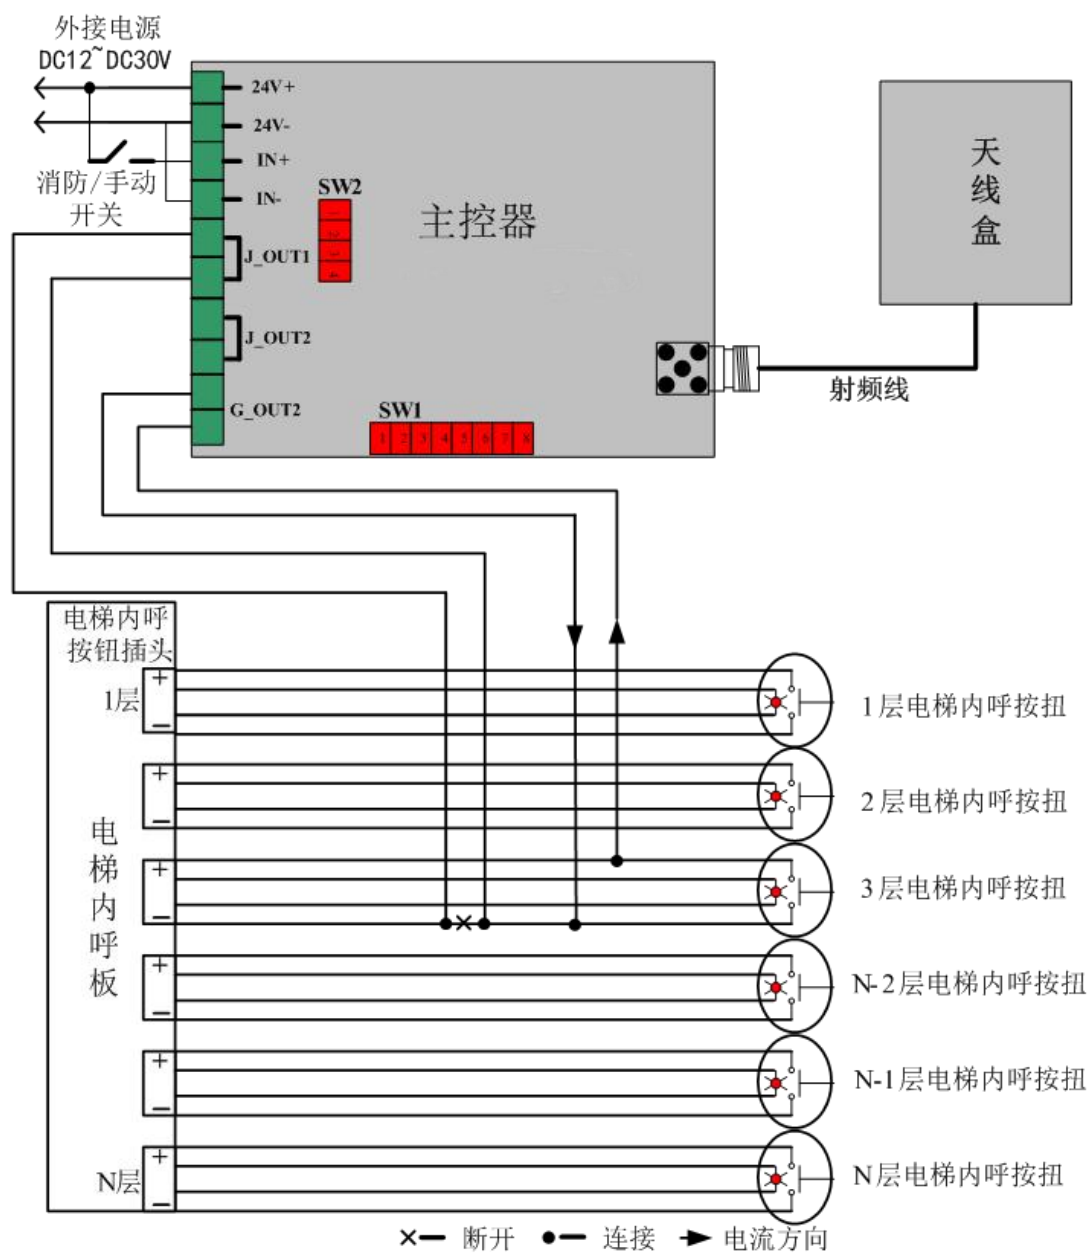 外接电源
DC12~DC30V
24V+
24V-
IN+
IN-
消防/手动
开关
SW2
1
2
3
4
主控器
天
线
盒
J_OUT1
J_OUT2
G_OUT2
SW1
1 2 3 4 5 6 7 8
射频线
电梯内呼
按钮插头
1层
+
-
1层电梯内呼按扭
+
-
2层电梯内呼按扭
电
梯
内
呼
板
+
-
3层电梯内呼按扭
+
-
N-2层电梯内呼按扭
+
-
N-1层电梯内呼按扭
N层
+
-
N层电梯内呼按扭
断开 连接 电流方向